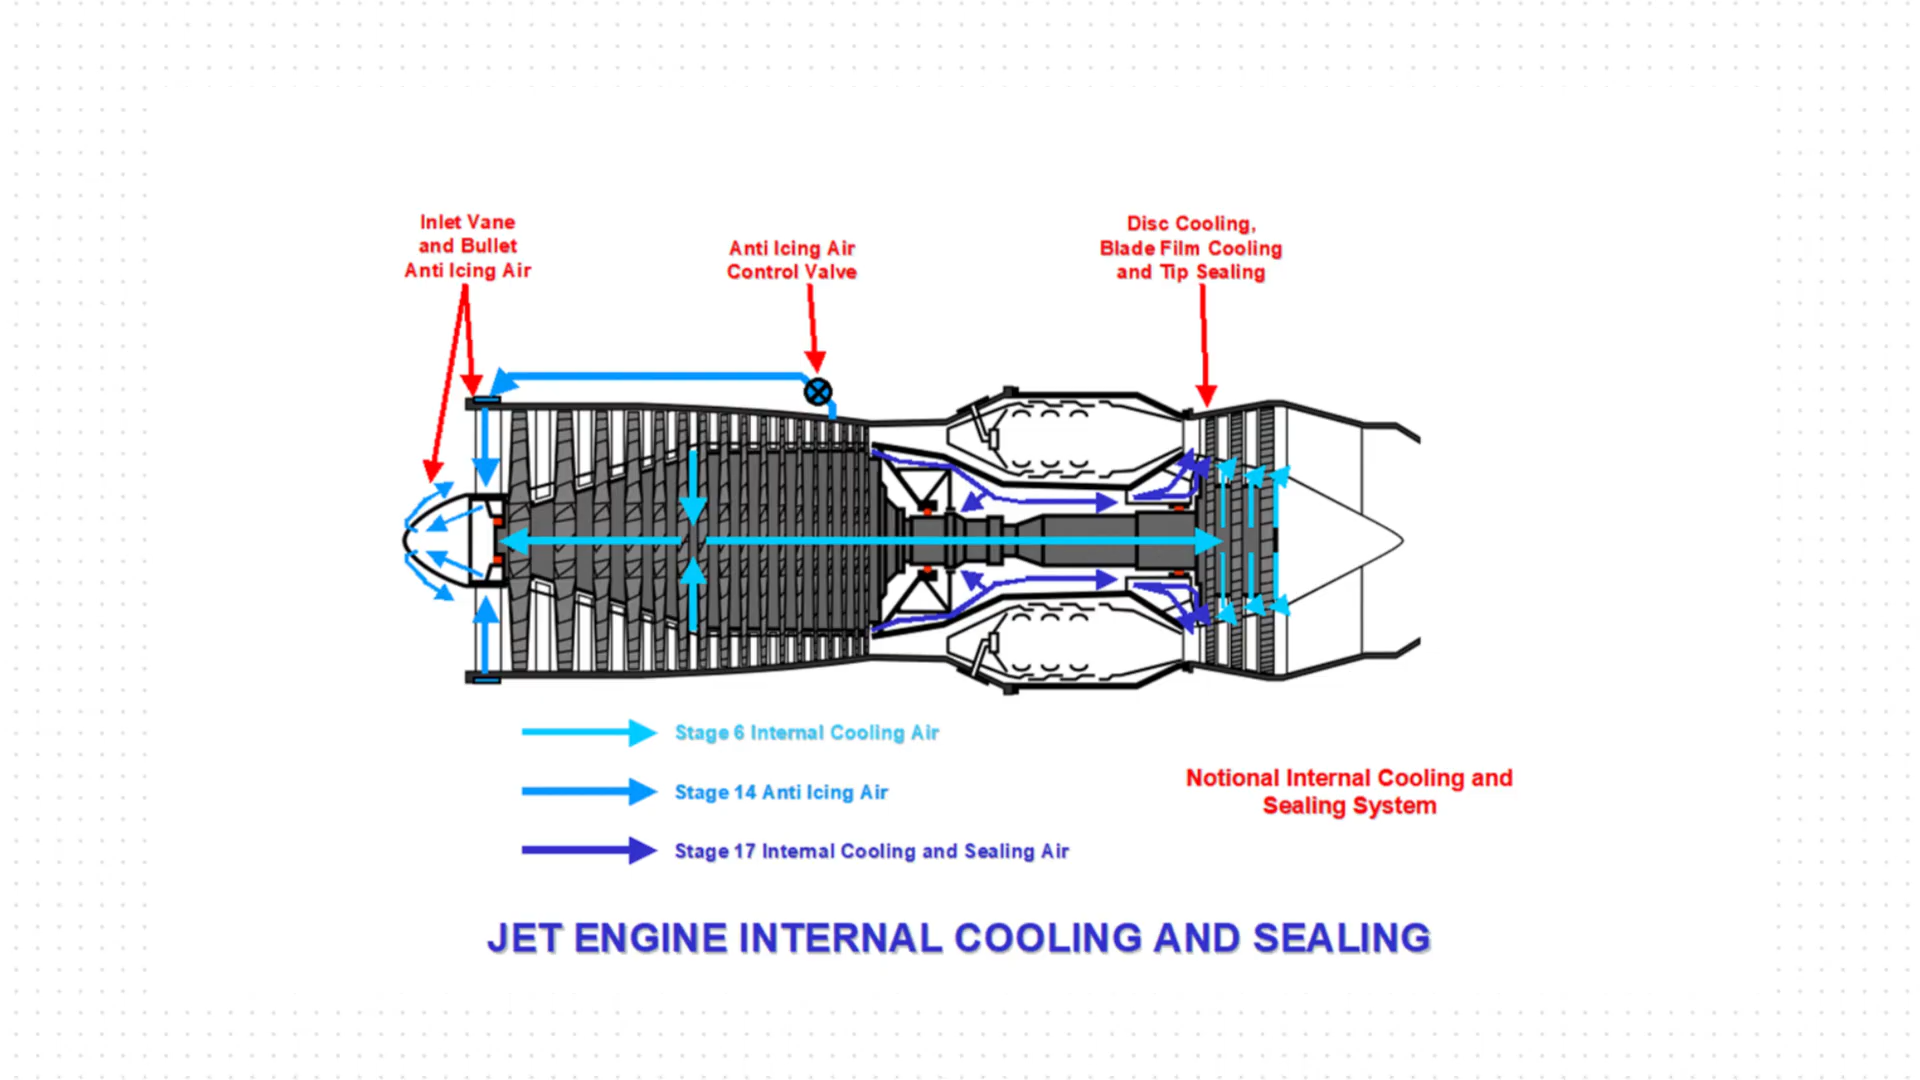 Inlet Vane
and Bullet
Anti Icing Air
Anti Icing Air
Control Valve
Disc Cooling,
Blade Film Cooling
and Tip Sealing
Stage 6 Internal Cooling Air
Stage 14 Anti Icing Air
Stage 17 Internal Cooling and Sealing Air
Notional Internal Cooling and
Sealing System
JET ENGINE INTERNAL COOLING AND SEALING